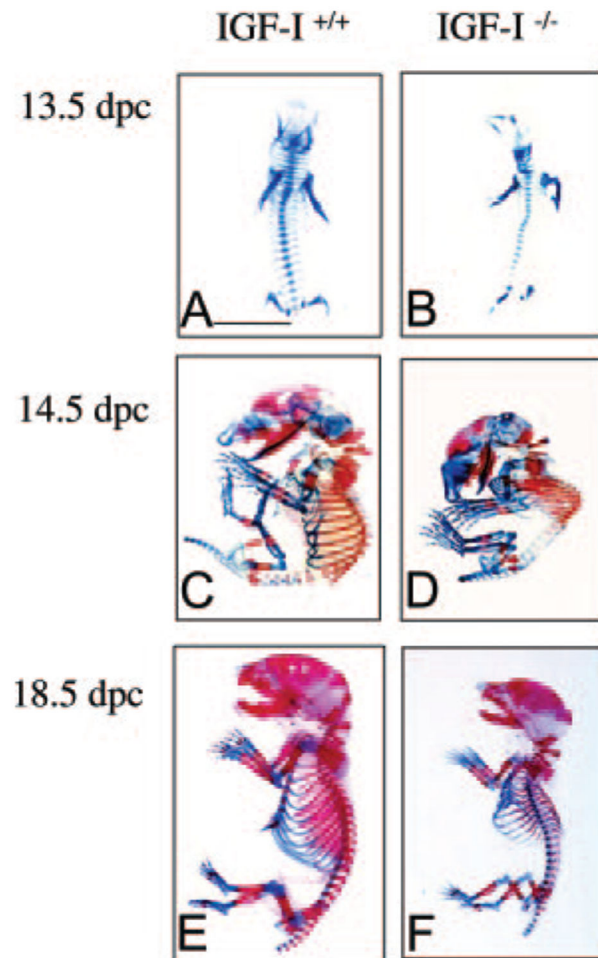 IGF-I +/+ IGF-I -/-
13.5 dpc
A B
14.5 dpc
C D
18.5 dpc
E F